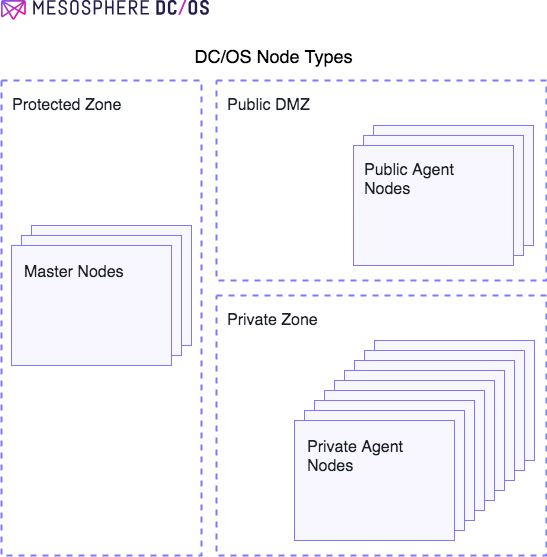 MESOSPHERE DC/OS
DC/OS Node Types
Protected Zone
Master Nodes
Public DMZ
Public Agent
Nodes
Private Zone
Private Agent
Nodes